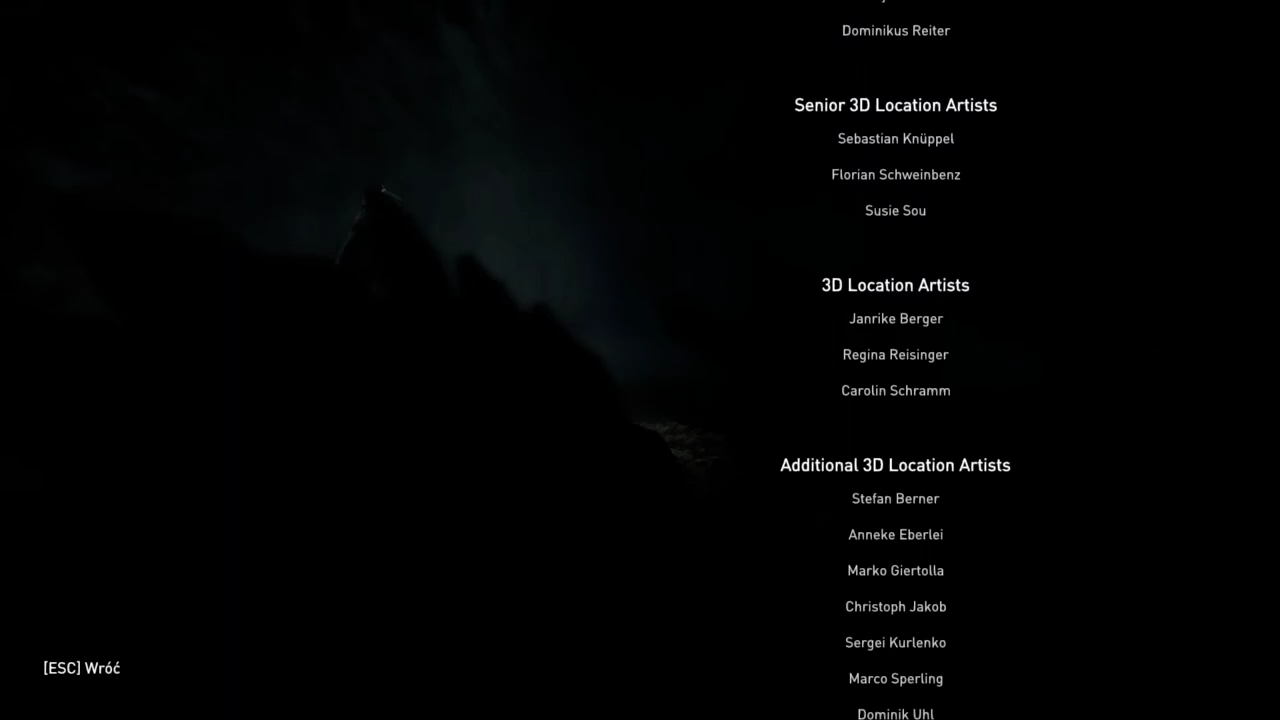 Dominikus Reiter
Senior 3D Location Artists
Sebastian Knüppel
Florian Schweinbenz
Susie Sou
3D Location Artists
Janrike Berger
Regina Reisinger
Carolin Schramm
Additional 3D Location Artists
Stefan Berner
Anneke Eberlei
Marko Giertolla
Christoph Jakob
Sergei Kurlenko
Marco Sperling
Dominik Uhl
[ESC] Wróć